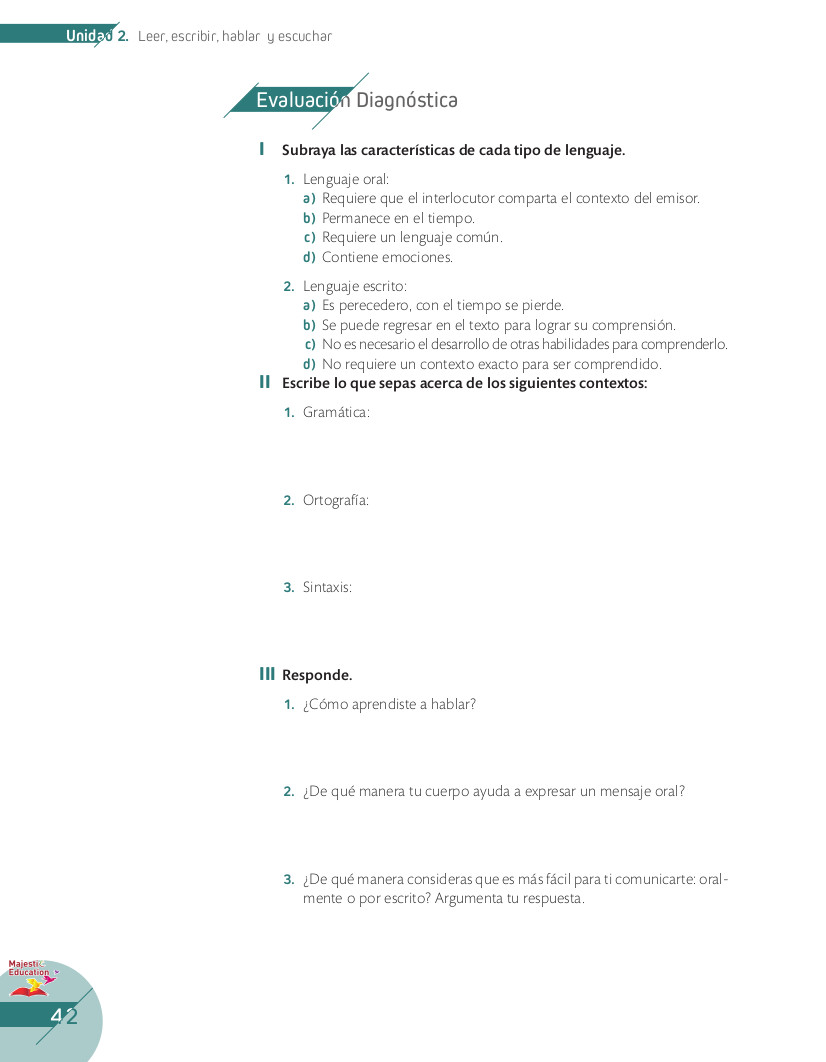 Unidad 2. Leer, escribir, hablar y escuchar
Evaluación Diagnóstica
I Subraya las características de cada tipo de lenguaje.
1. Lenguaje oral:
a) Requiere que el interlocutor comparta el contexto del emisor.
b) Permanece en el tiempo.
c) Requiere un lenguaje común.
d) Contiene emociones.
2. Lenguaje escrito:
a) Es perecedero, con el tiempo se pierde.
b) Se puede regresar en el texto para lograr su comprensión.
c) No es necesario el desarrollo de otras habilidades para comprenderlo.
d) No requiere un contexto exacto para ser comprendido.
II Escribe lo que sepas acerca de los siguientes contextos:
1. Gramática:
2. Ortografía:
3. Sintaxis:
III Responde.
1. ¿Cómo aprendiste a hablar?
2. ¿De qué manera tu cuerpo ayuda a expresar un mensaje oral?
3. ¿De qué manera consideras que es más fácil para ti comunicarte: oral-
mente o por escrito? Argumenta tu respuesta.
Majestic
Education
42